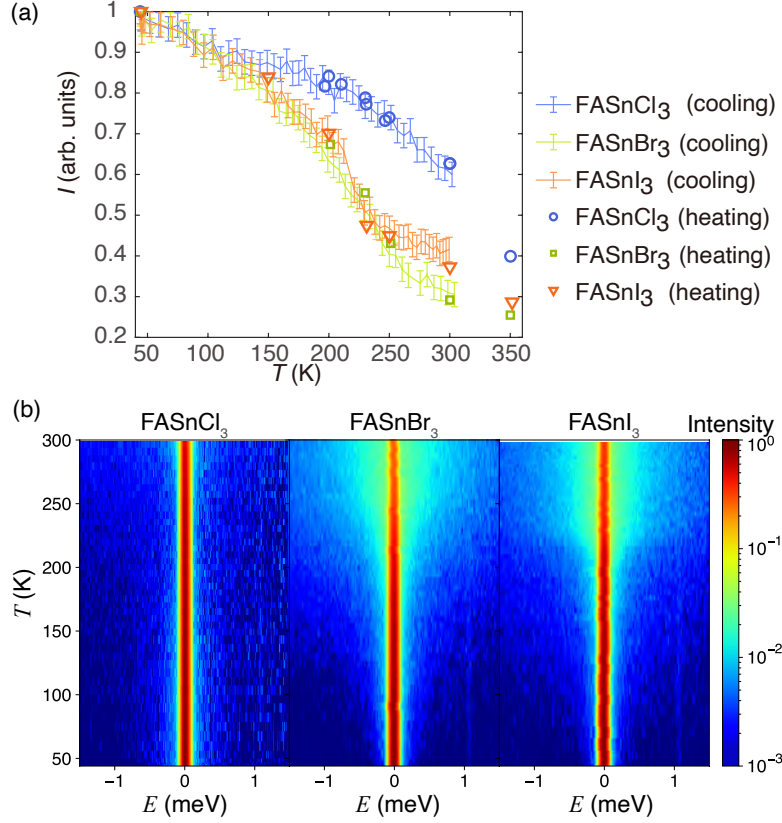 (a)
I (arb. units)
1
0.9
0.8
0.7
0.6
0.5
0.4
0.3
0.2
50 100 150 200 250 300 350
T (K)
FASnCl3 (cooling)
FASnBr3 (cooling)
FASnI3 (cooling)
FASnCl3 (heating)
FASnBr3 (heating)
FASnI3 (heating)
(b)
FASnCl3 FASnBr3 FASnI3 Intensity
T (K)
300
250
200
150
100
50
10^0
10^-1
10^-2
10^-3
−1 0 1 −1 0 1 −1 0 1
E (meV) E (meV) E (meV)